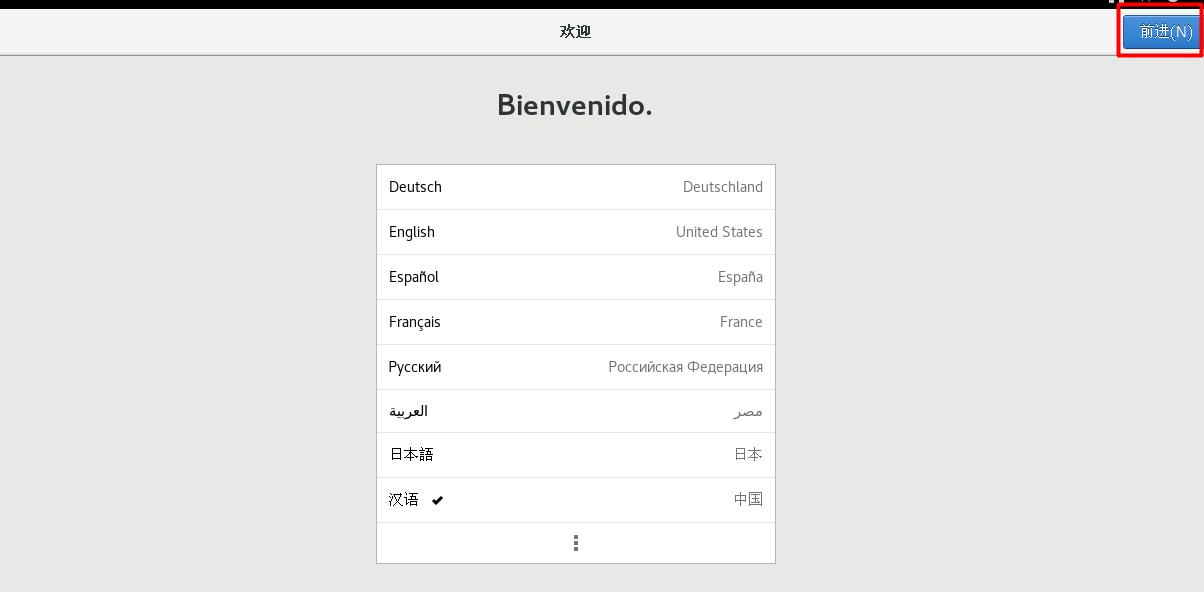 欢迎
前进(N)
Bienvenido.
Deutsch Deutschland
English United States
Español España
Français France
Русский Российская Федерация
العربية مصر
日本語 日本
汉语 中国